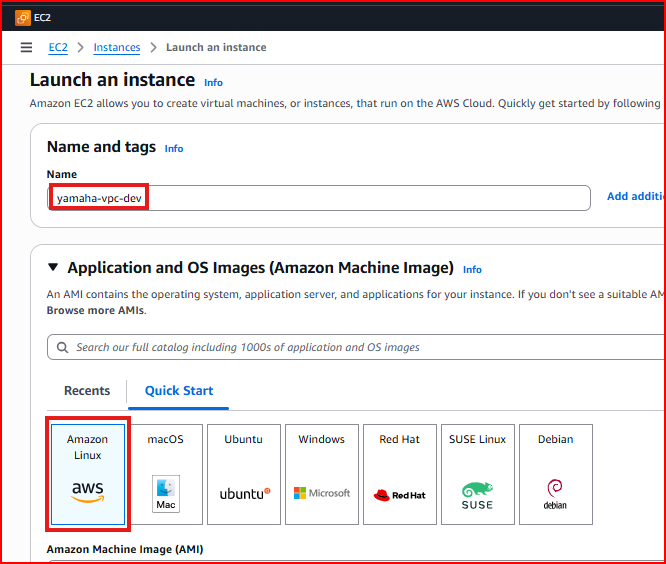 EC2
EC2 > Instances > Launch an instance
Launch an instance Info
Amazon EC2 allows you to create virtual machines, or instances, that run on the AWS Cloud. Quickly get started by following
Name and tags Info
Name
yamaha-vpc-dev
Add additi
Application and OS Images (Amazon Machine Image) Info
An AMI contains the operating system, application server, and applications for your instance. If you don't see a suitable AM
Browse more AMIs.
Search our full catalog including 1000s of application and OS images
Recents Quick Start
Amazon Linux
aws
macOS
Mac
Ubuntu
ubuntu
Windows
Microsoft
Red Hat
Red Hat
SUSE Linux
SUSE
Debian
debian
Amazon Machine Image (AMI)